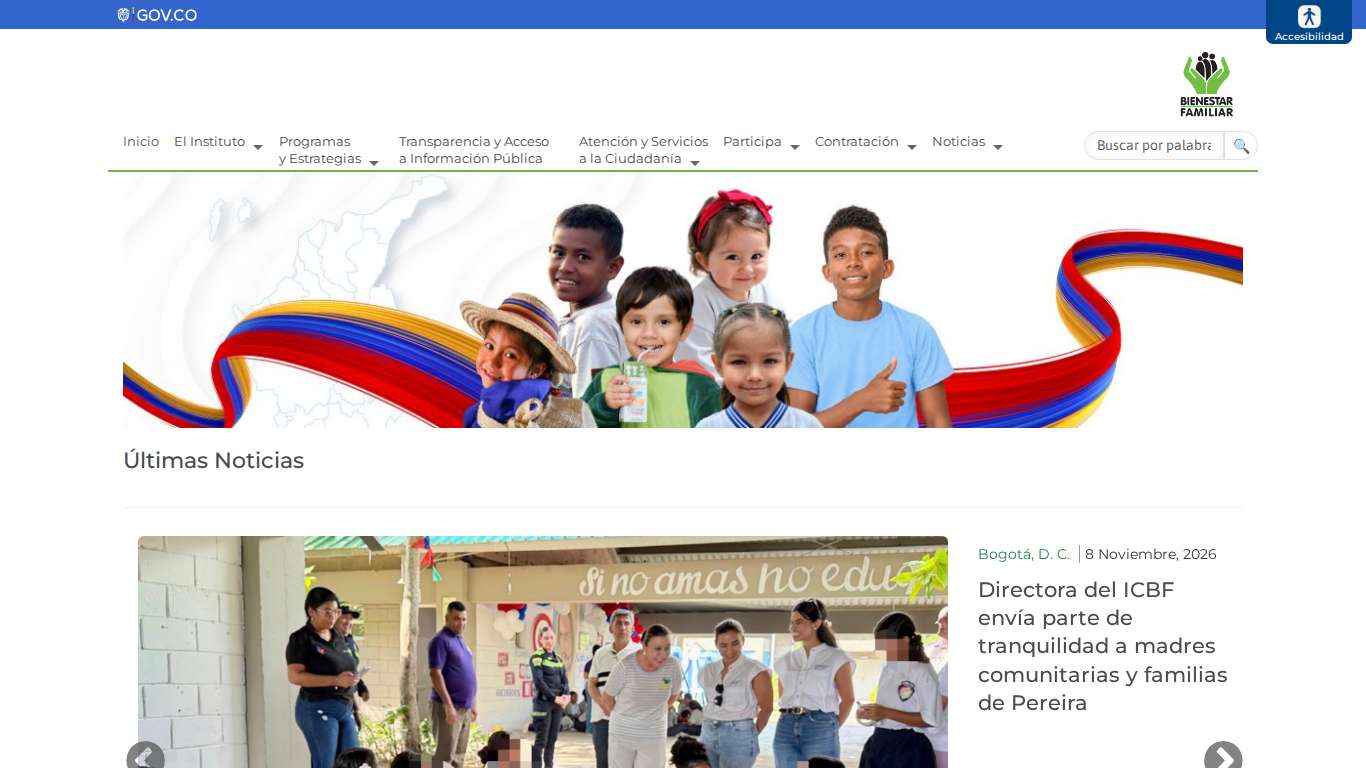 GOV.CO
Accesibilidad
BIENESTAR
FAMILIAR
Inicio
El Instituto
Programas
y Estrategias
Transparencia y Acceso
a Información Pública
Atención y Servicios
a la Ciudadanía
Participa
Contratación
Noticias
Buscar por palabra
Últimas Noticias
Si no amas no
Bogotá, D. C.
8 Noviembre, 2026
Directora del ICBF
envía parte de
tranquilidad a madres
comunitarias y familias
de Pereira